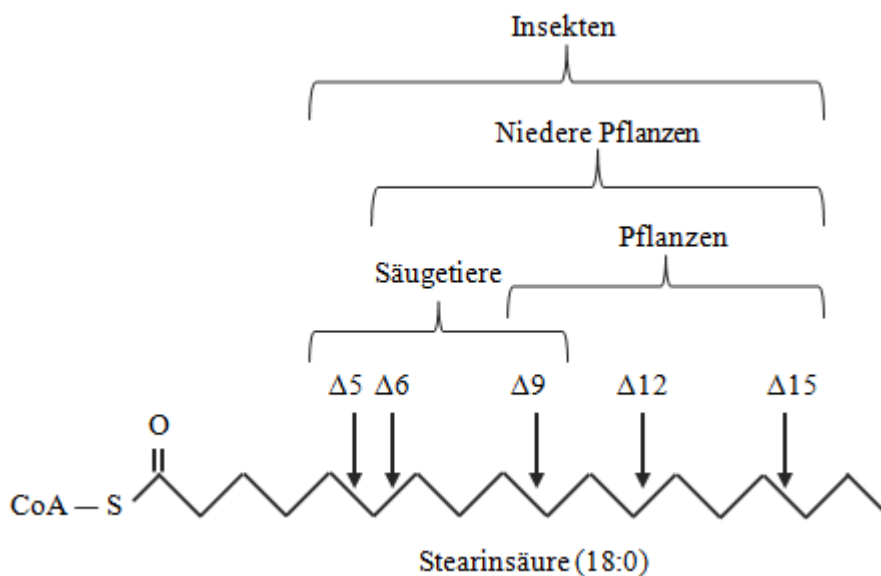 Insekten
Niedere Pflanzen
Pflanzen
Säugetiere
Δ5 Δ6 Δ9 Δ12 Δ15
O
CoA — S
Stearinsäure (18:0)